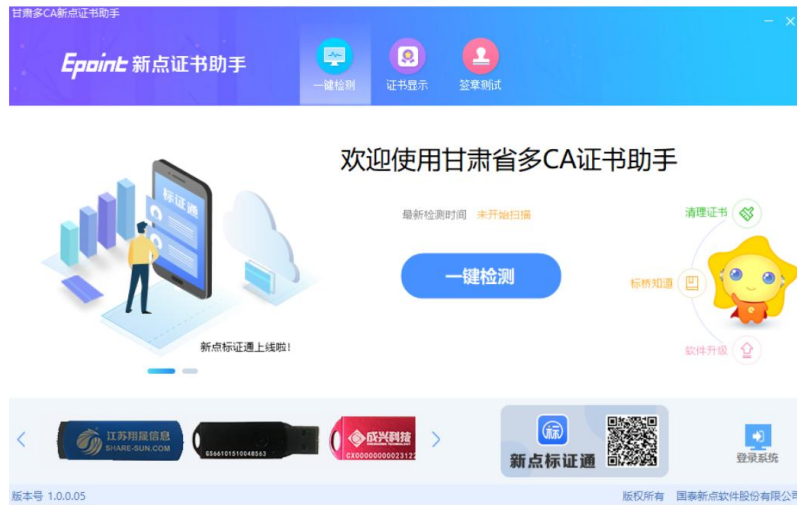 甘肃多CA新点证书助手
Epoint 新点证书助手
一键检测
证书显示
签章测试
欢迎使用甘肃省多CA证书助手
最新检测时间 未开始扫描
清理证书
一键检测
标桥知道
标证通
新点标证通上线啦!
软件升级
江苏翔晟信息
SHARE-SUN.COM
GS66101510048563
成兴科技
CX00000000023122
标
新点标证通
登录系统
版本号 1.0.0.05
版权所有 国泰新点软件股份有限公司